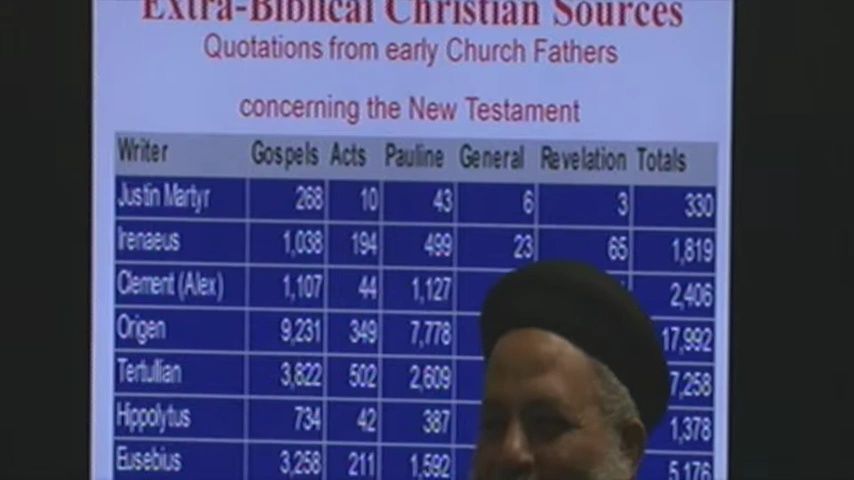 Extra-Biblical Christian Sources
Quotations from early Church Fathers
concerning the New Testament
Writer Gospels Acts Pauline General Revelation Totals
Justin Martyr 268 10 43 6 3 330
Irenaeus 1,038 194 499 23 65 1,819
Clement (Alex) 1,107 44 1,127 2,406
Origen 9,231 349 7,778 17,992
Tertullian 3,822 502 2,609 7,258
Hippolytus 734 42 387 1,378
Eusebius 3,258 211 1,592 5,176